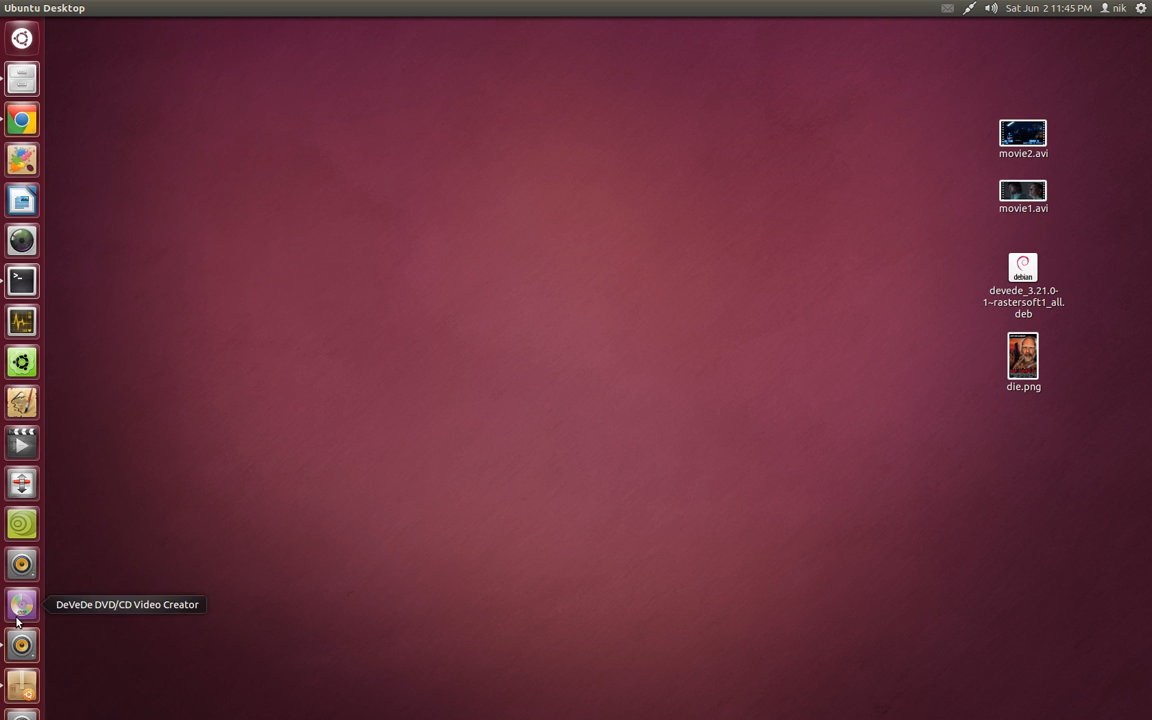 Ubuntu Desktop
Sat Jun 2 11:45 PM
nik
movie2.avi
movie1.avi
debian
devede_3.21.0-
1~rastersoft1_all.
deb
die.png
DeVeDe DVD/CD Video Creator